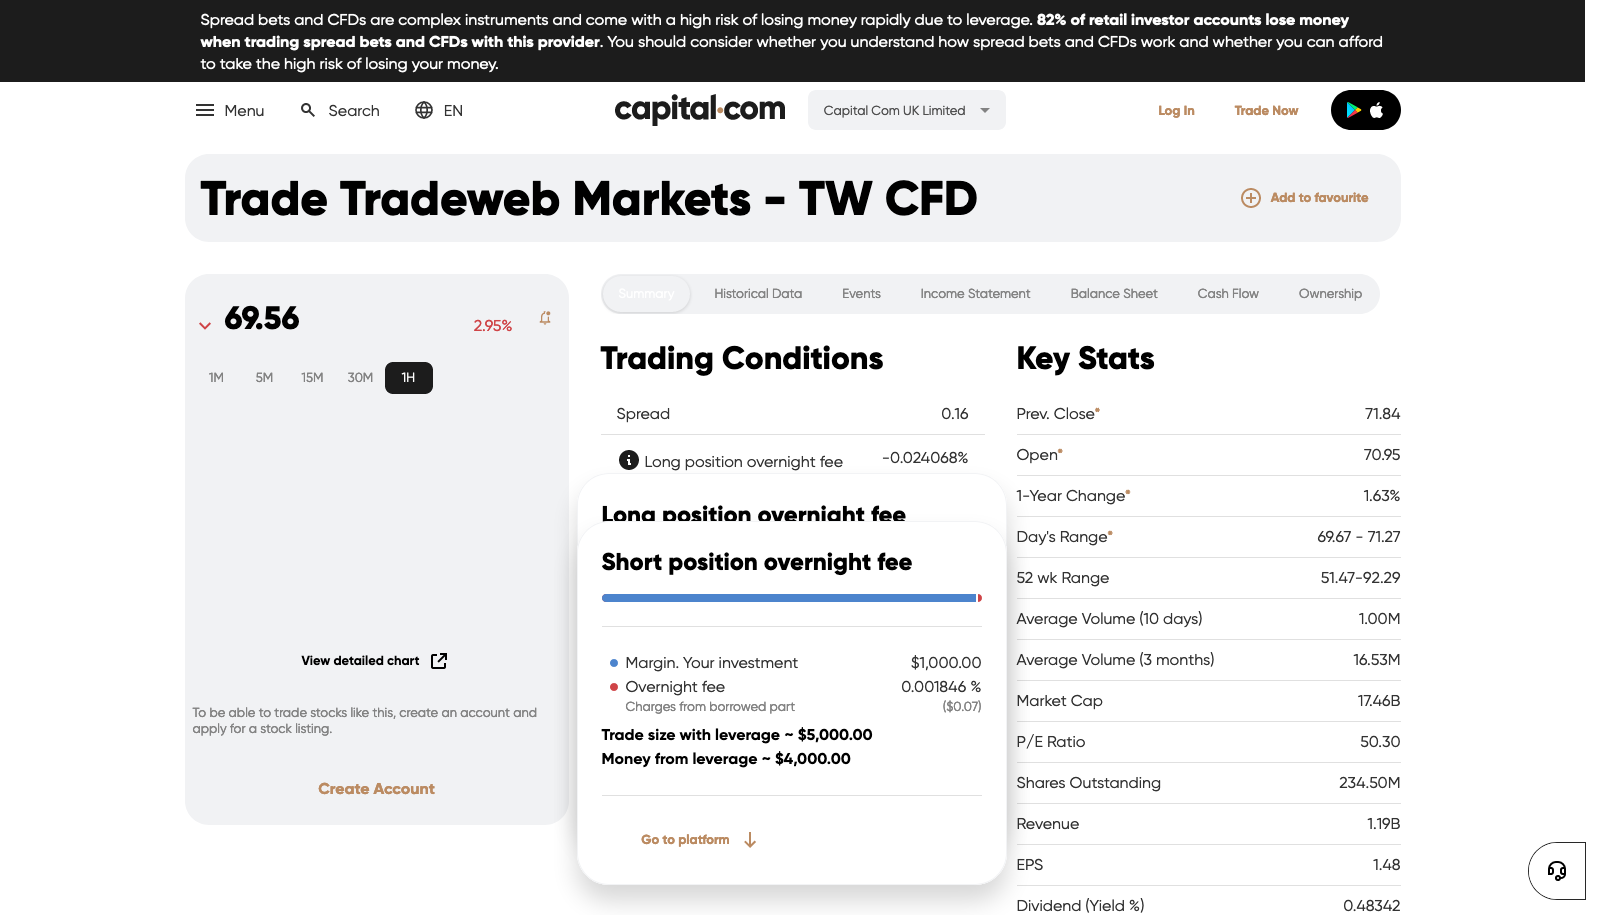 Spread bets and CFDs are complex instruments and come with a high risk of losing money rapidly due to leverage. 82% of retail investor accounts lose money
when trading spread bets and CFDs with this provider. You should consider whether you understand how spread bets and CFDs work and whether you can afford
to take the high risk of losing your money.
Menu
Search
EN
capital.com
Capital Com UK Limited
Log In
Trade Now
Trade Tradeweb Markets - TW CFD
Add to favourite
69.56
2.95%
1M 5M 15M 30M 1H
View detailed chart
To be able to trade stocks like this, create an account and
apply for a stock listing.
Create Account
Summary Historical Data Events Income Statement Balance Sheet Cash Flow Ownership
Trading Conditions
Spread 0.16
Long position overnight fee -0.024068%
Long position overnight fee
Short position overnight fee
Margin. Your investment $1,000.00
Overnight fee 0.001846 %
Charges from borrowed part ($0.07)
Trade size with leverage ~ $5,000.00
Money from leverage ~ $4,000.00
Go to platform
Key Stats
Prev. Close* 71.84
Open* 70.95
1-Year Change* 1.63%
Day's Range* 69.67 - 71.27
52 wk Range 51.47-92.29
Average Volume (10 days) 1.00M
Average Volume (3 months) 16.53M
Market Cap 17.46B
P/E Ratio 50.30
Shares Outstanding 234.50M
Revenue 1.19B
EPS 1.48
Dividend (Yield %) 0.48342